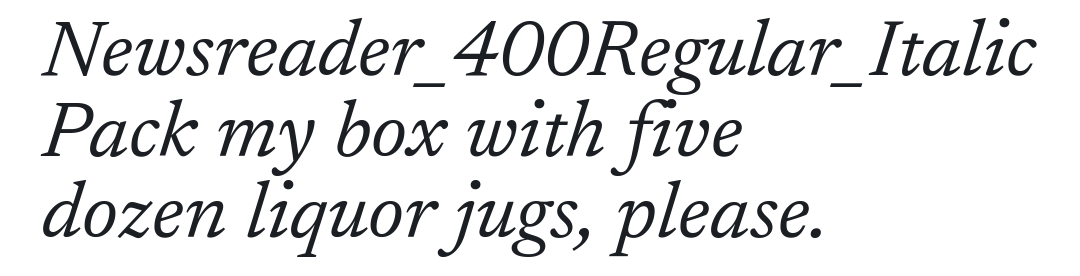 Newsreader_400Regular_Italic
Pack my box with five
dozen liquor jugs, please.